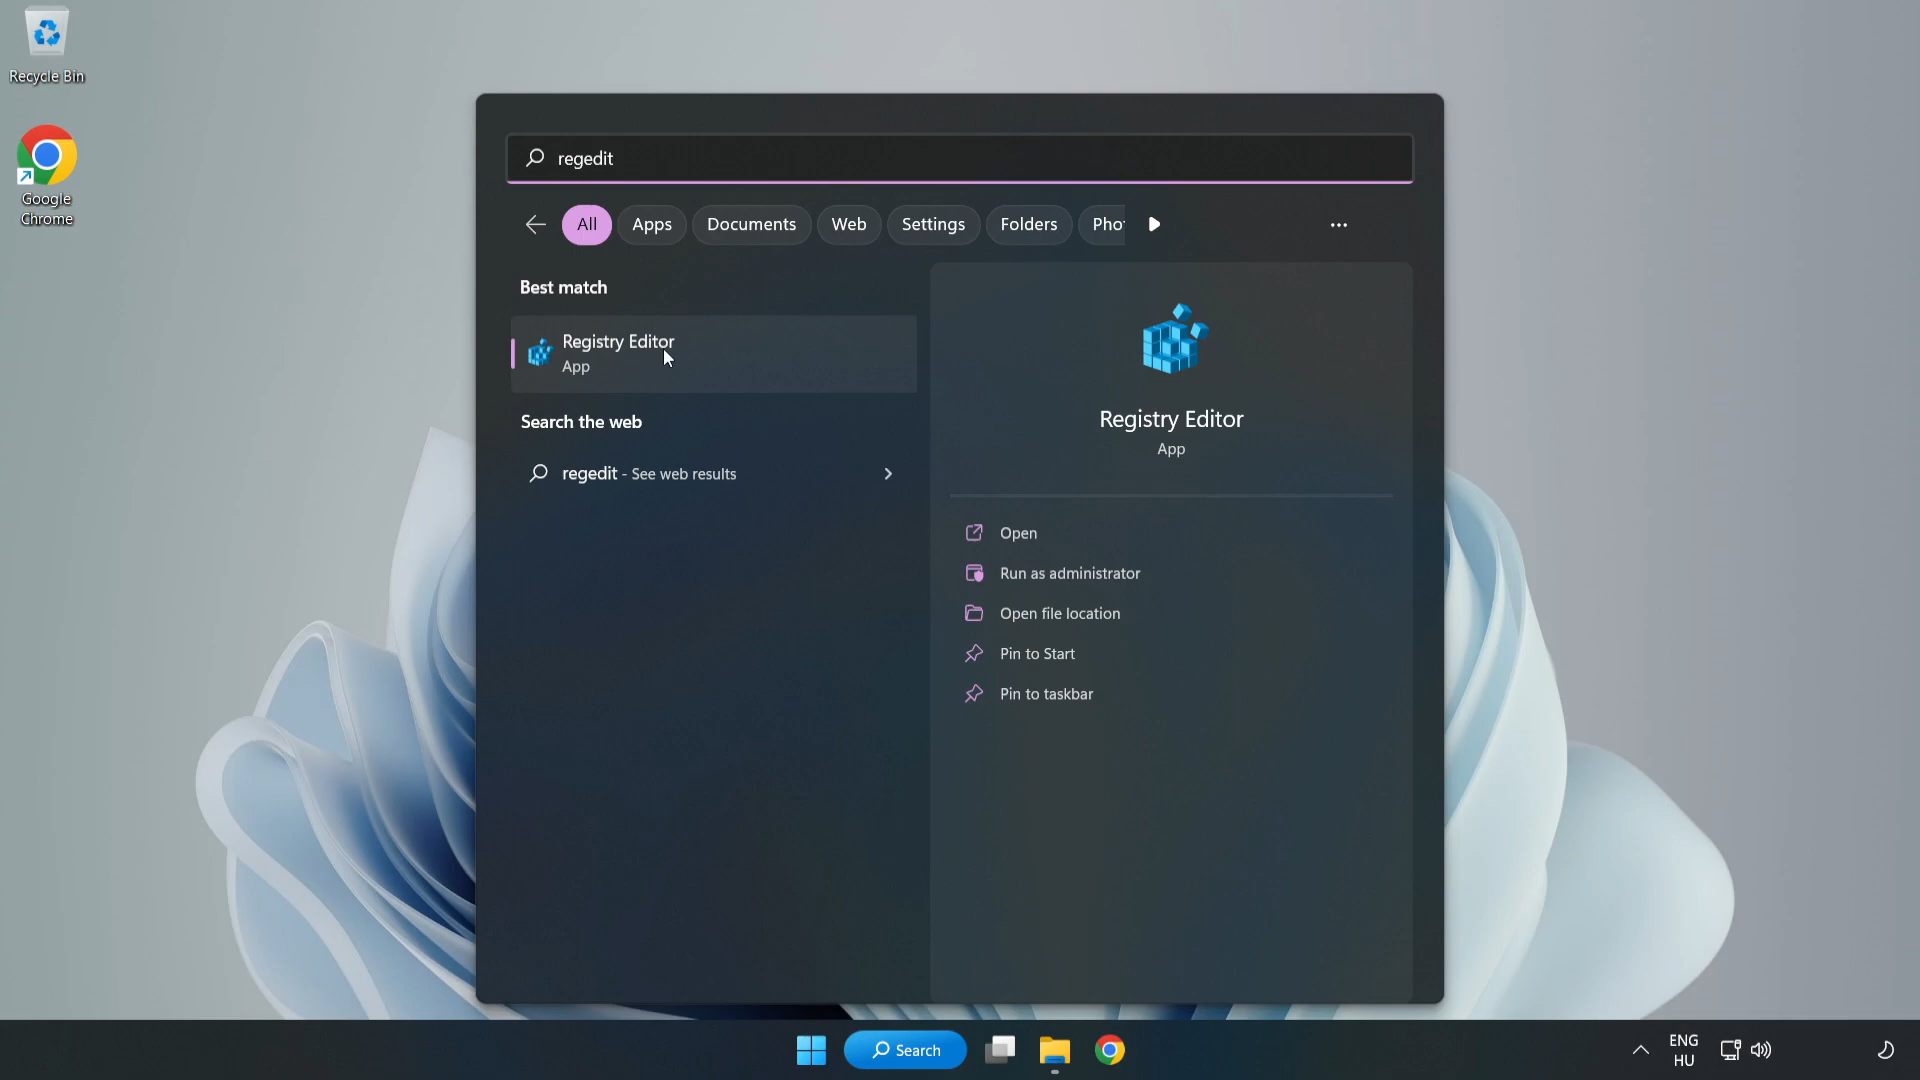 Recycle Bin
Google
Chrome
regedit
All
Apps
Documents
Web
Settings
Folders
Pho
Best match
Registry Editor
App
Search the web
regedit - See web results
Registry Editor
App
Open
Run as administrator
Open file location
Pin to Start
Pin to taskbar
Search
ENG
HU